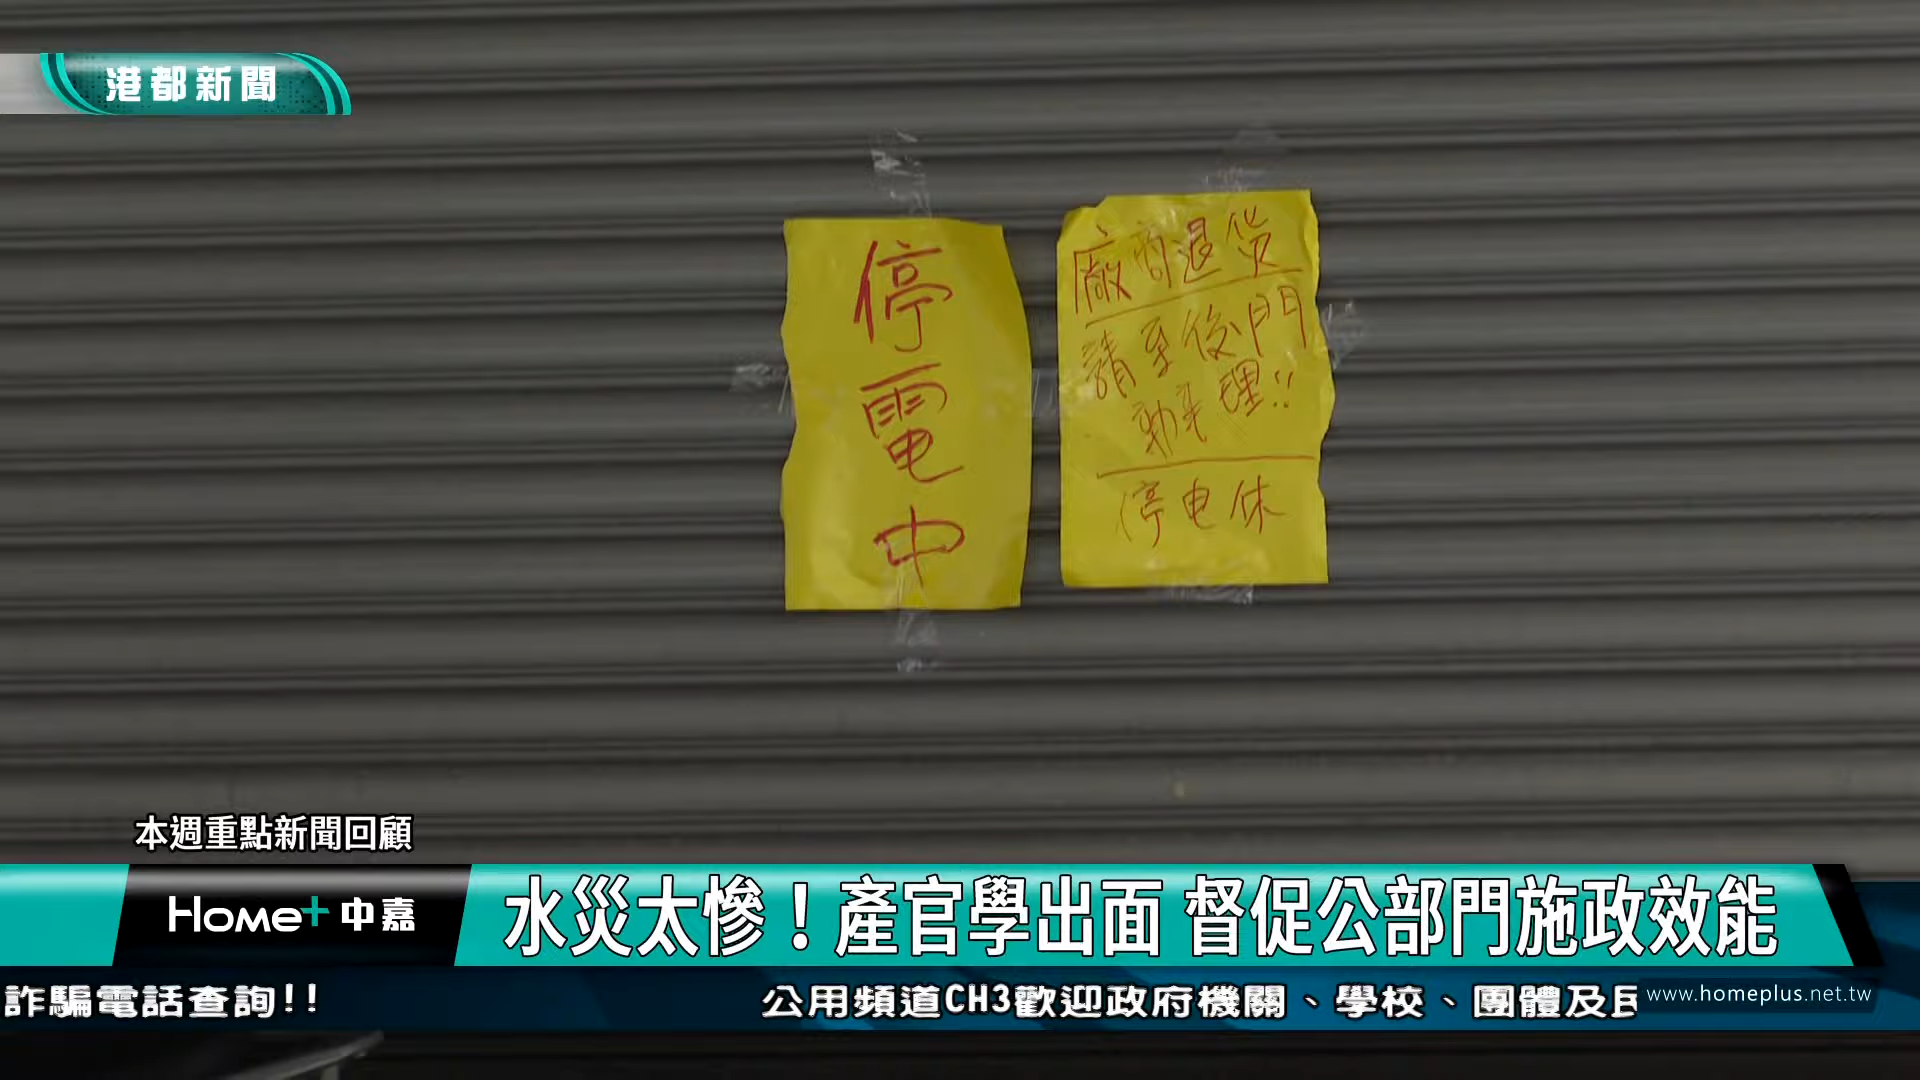 港都新聞
停電中
廠商退货
請至後門
辦理!!
停电休
本週重點新聞回顧
Home+中嘉
水災太慘！產官學出面 督促公部門施政效能
詐騙電話查詢!!
公用頻道CH3歡迎政府機關、學校、團體及
www.homeplus.net.tw